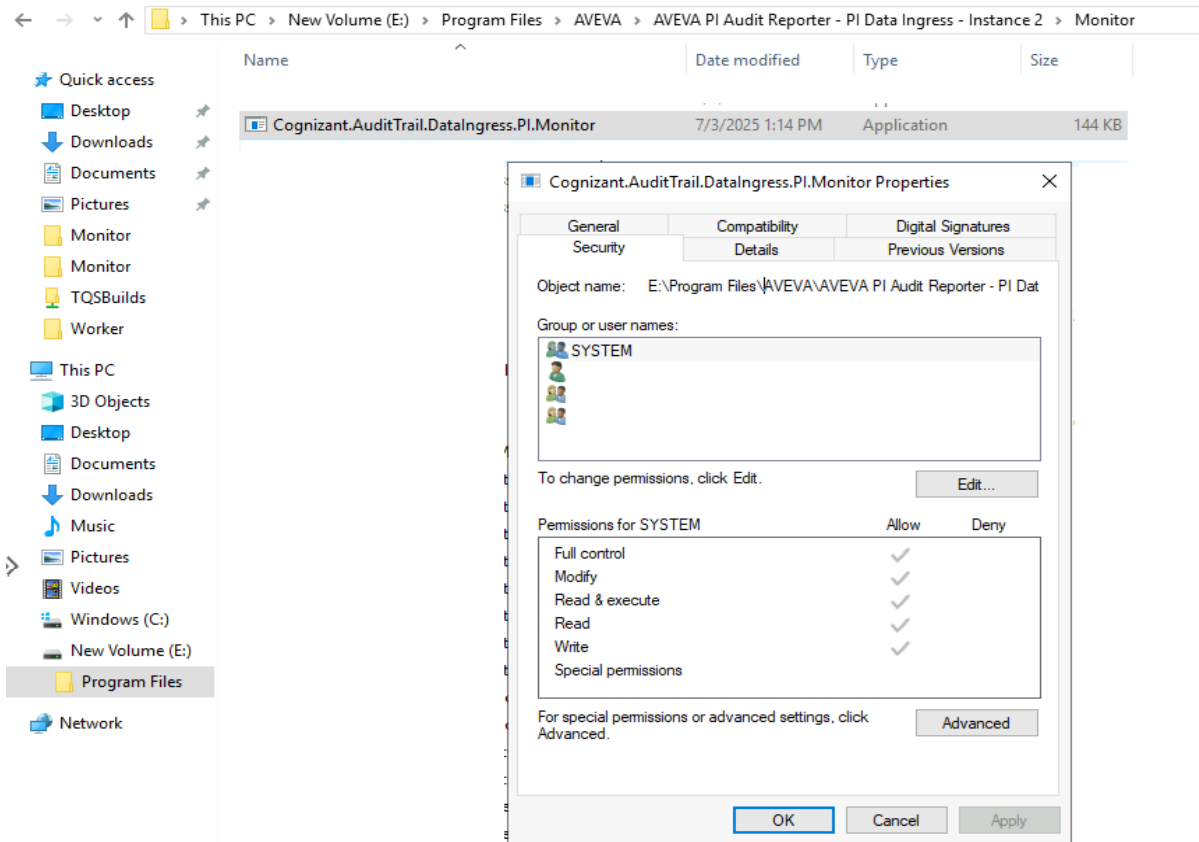 This PC > New Volume (E:) > Program Files > AVEVA > AVEVA PI Audit Reporter - PI Data Ingress - Instance 2 > Monitor
Name Date modified Type Size
Quick access
Desktop
Downloads
Documents
Pictures
Monitor
Monitor
TQSBuilds
Worker
This PC
3D Objects
Desktop
Documents
Downloads
Music
Pictures
Videos
Windows (C:)
New Volume (E:)
Program Files
Network
Cognizant.AuditTrail.DataIngress.PI.Monitor 7/3/2025 1:14 PM Application 144 KB
Cognizant.AuditTrail.DataIngress.PI.Monitor Properties
General Compatibility Digital Signatures
Security Details Previous Versions
Object name: E:\Program Files\AVEVA\AVEVA PI Audit Reporter - PI Dat
Group or user names:
SYSTEM
To change permissions, click Edit.
Edit...
Permissions for SYSTEM Allow Deny
Full control
Modify
Read & execute
Read
Write
Special permissions
For special permissions or advanced settings, click
Advanced.
Advanced
OK Cancel Apply